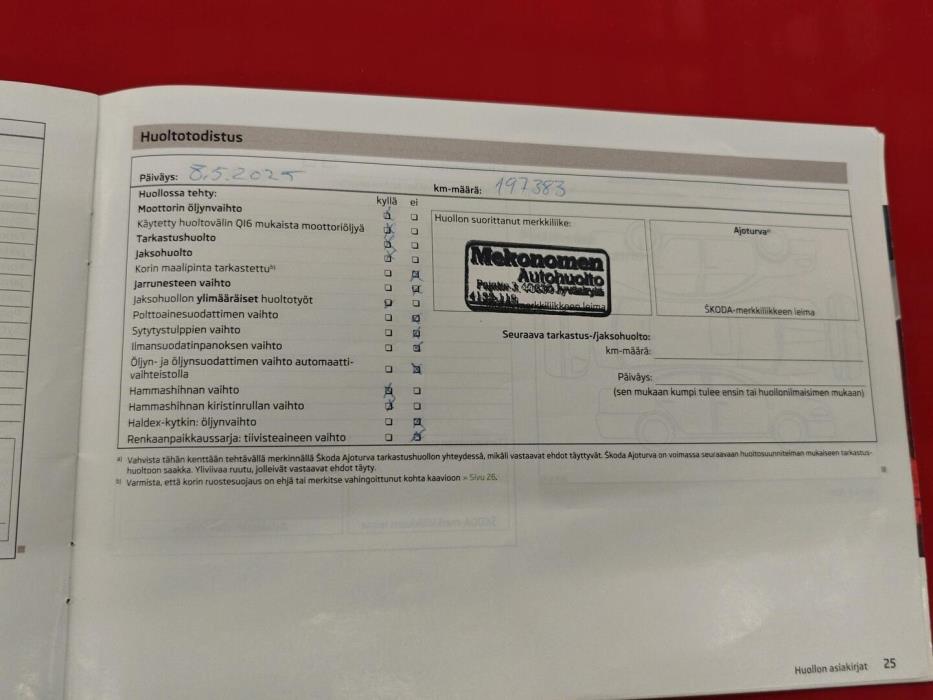 Huoltotodistus
Päiväys: 8.5.2025
km-määrä: 197383
Huollossa tehty:
kyllä ei
Moottorin öljynvaihto
Käytetty huoltovälin QI6 mukaista moottoriöljyä
Tarkastushuolto
Jaksohuolto
Korin maalipinta tarkastettu b)
Jarrunesteen vaihto
Jaksohuollon ylimääräiset huoltotyöt
Polttoainesuodattimen vaihto
Sytytystulppien vaihto
Ilmansuodatinpanoksen vaihto
Öljyn- ja öljynsuodattimen vaihto automaatti-
vaihteistolla
Hammashihnan vaihto
Hammashihnan kiristinrullan vaihto
Haldex-kytkin: öljynvaihto
Renkaanpaikkaussarja: tiivisteaineen vaihto
Huollon suorittanut merkkiliike:
Mekonomen
Autohuolto
merkkiliikkeen leima
Ajoturva a)
ŠKODA-merkkiliikkeen leima
Seuraava tarkastus-/jaksohuolto:
km-määrä:
Päiväys:
(sen mukaan kumpi tulee ensin tai huollonilmaisimen mukaan)
a) Vahvista tähän kenttään tehtävällä merkinnällä Škoda Ajoturva tarkastushuollon yhteydessä, mikäli vastaavat ehdot täyttyvät. Škoda Ajoturva on voimassa seuraavaan huoltosuunnitelman mukaiseen tarkastus-
huoltoon saakka. Yliviivaa ruutu, jolleivät vastaavat ehdot täyty.
b) Varmista, että korin ruostesuojaus on ehjä tai merkitse vahingoittunut kohta kaavioon » Sivu 26.
Huollon asiakirjat 25